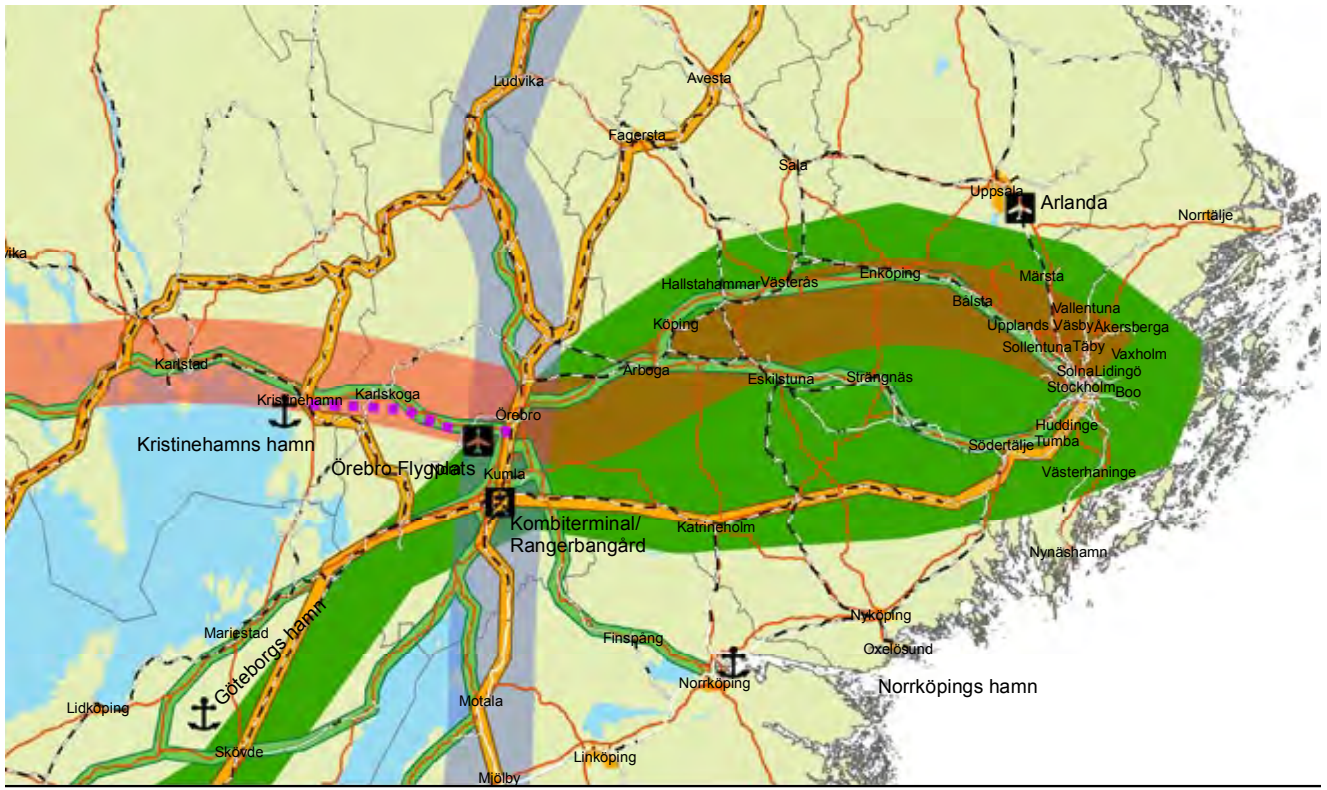 Ludvika
Avesta
Fagersta
Sala
Uppsala
Arlanda
Norrtälje
vika
Märsta
Enköping
Hallstahammar
Västerås
Bålsta
Vallentuna
Köping
Upplands Väsby
Åkersberga
Sollentuna
Täby
Vaxholm
Karlstad
Arboga
Solna
Lidingö
Eskilstuna
Strängnäs
Stockholm
Boo
Kristinehamn
Karlskoga
Örebro
Huddinge
Kristinehamns hamn
Södertälje
Tumba
Örebro Flygplats
Kumla
Västerhaninge
Kombiterminal/
Rangerbangård
Katrineholm
Nynäshamn
Nyköping
Mariestad
Göteborgs hamn
Finspång
Oxelösund
Norrköping
Norrköpings hamn
Lidköping
Motala
Skövde
Linköping
Mjölby